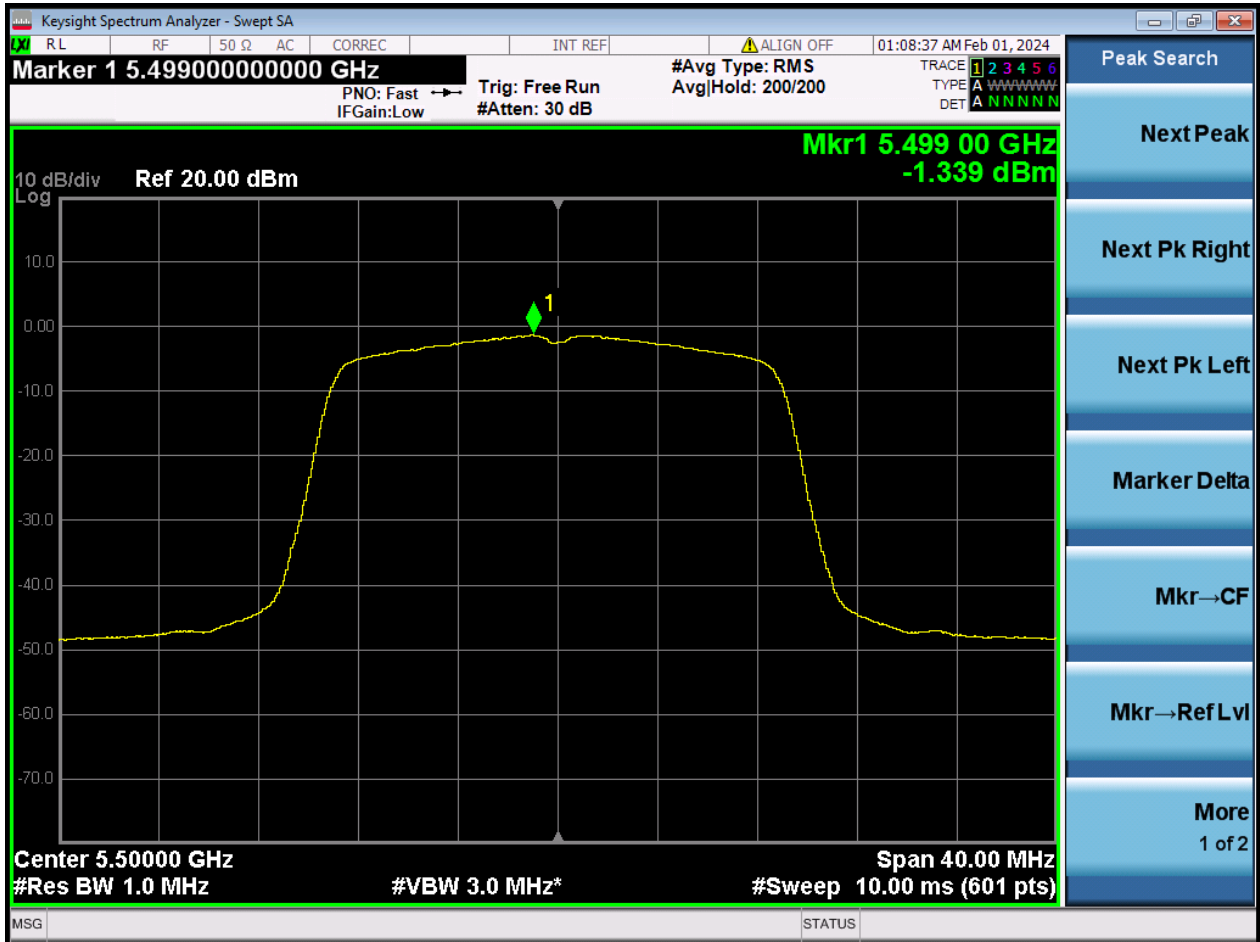 Keysight Spectrum Analyzer - Swept SA
LXI RL RF 50 Ω AC CORREC INT REF ALIGN OFF 01:08:37 AM Feb 01, 2024
Marker 1 5.499000000000 GHz
PNO: Fast
IFGain:Low
Trig: Free Run
#Atten: 30 dB
#Avg Type: RMS
Avg|Hold: 200/200
TRACE 1 2 3 4 5 6
TYPE A WWWWW
DET A N N N N N
Mkr1 5.499 00 GHz
-1.339 dBm
10 dB/div Ref 20.00 dBm
Log
10.0
0.00
-10.0
-20.0
-30.0
-40.0
-50.0
-60.0
-70.0
1
Center 5.50000 GHz Span 40.00 MHz
#Res BW 1.0 MHz #VBW 3.0 MHz* #Sweep 10.00 ms (601 pts)
MSG STATUS
Peak Search
Next Peak
Next Pk Right
Next Pk Left
Marker Delta
Mkr→CF
Mkr→Ref Lvl
More
1 of 2